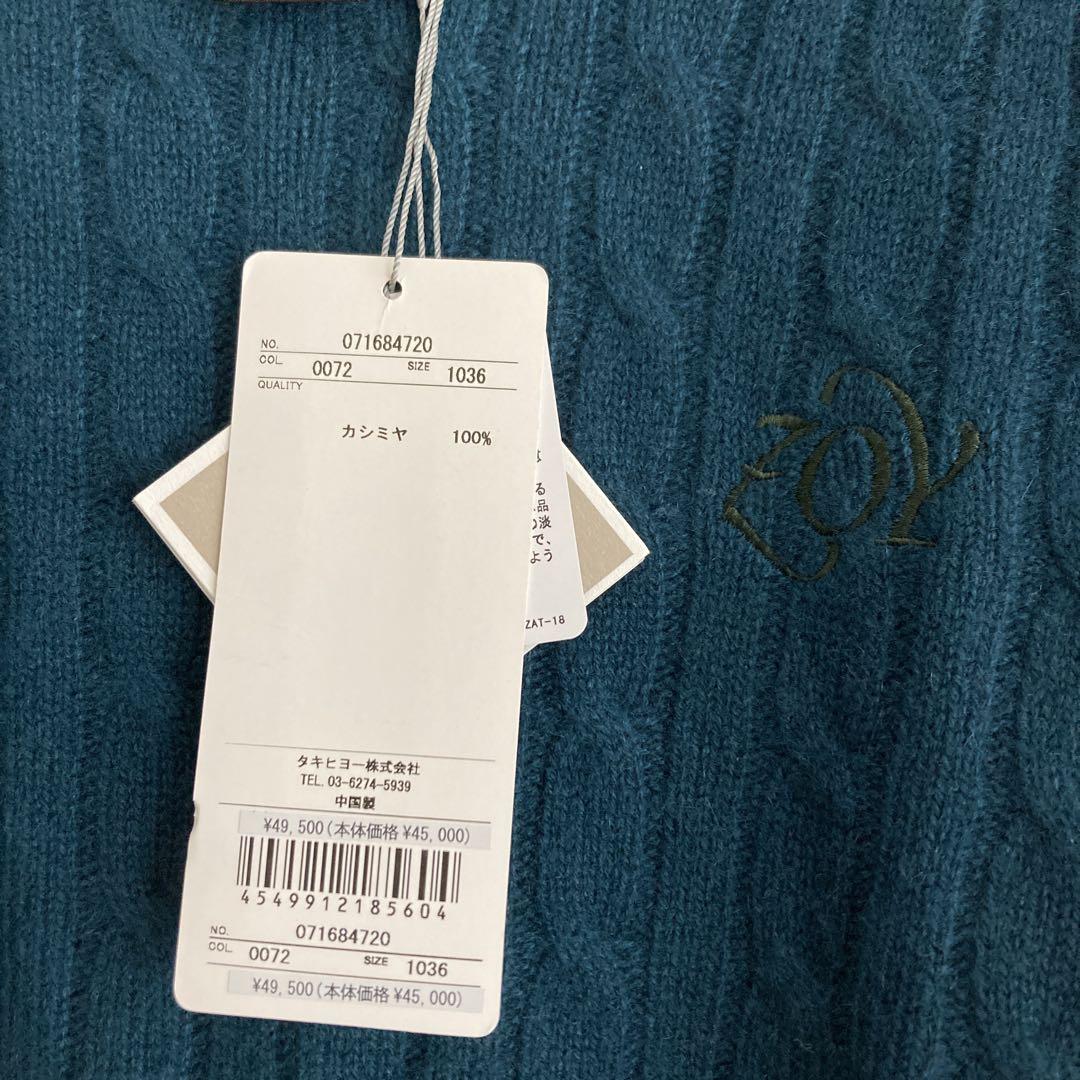 NO. 071684720
COL. 0072 SIZE 1036
QUALITY
カシミヤ 100%
る
品
淡
で、
よう
ZAT-18
タキヒヨー株式会社
TEL. 03-6274-5939
中国製
¥49,500(本体価格¥45,000)
4549912185604
NO. 071684720
COL. 0072 SIZE 1036
¥49,500(本体価格¥45,000)
ZOY